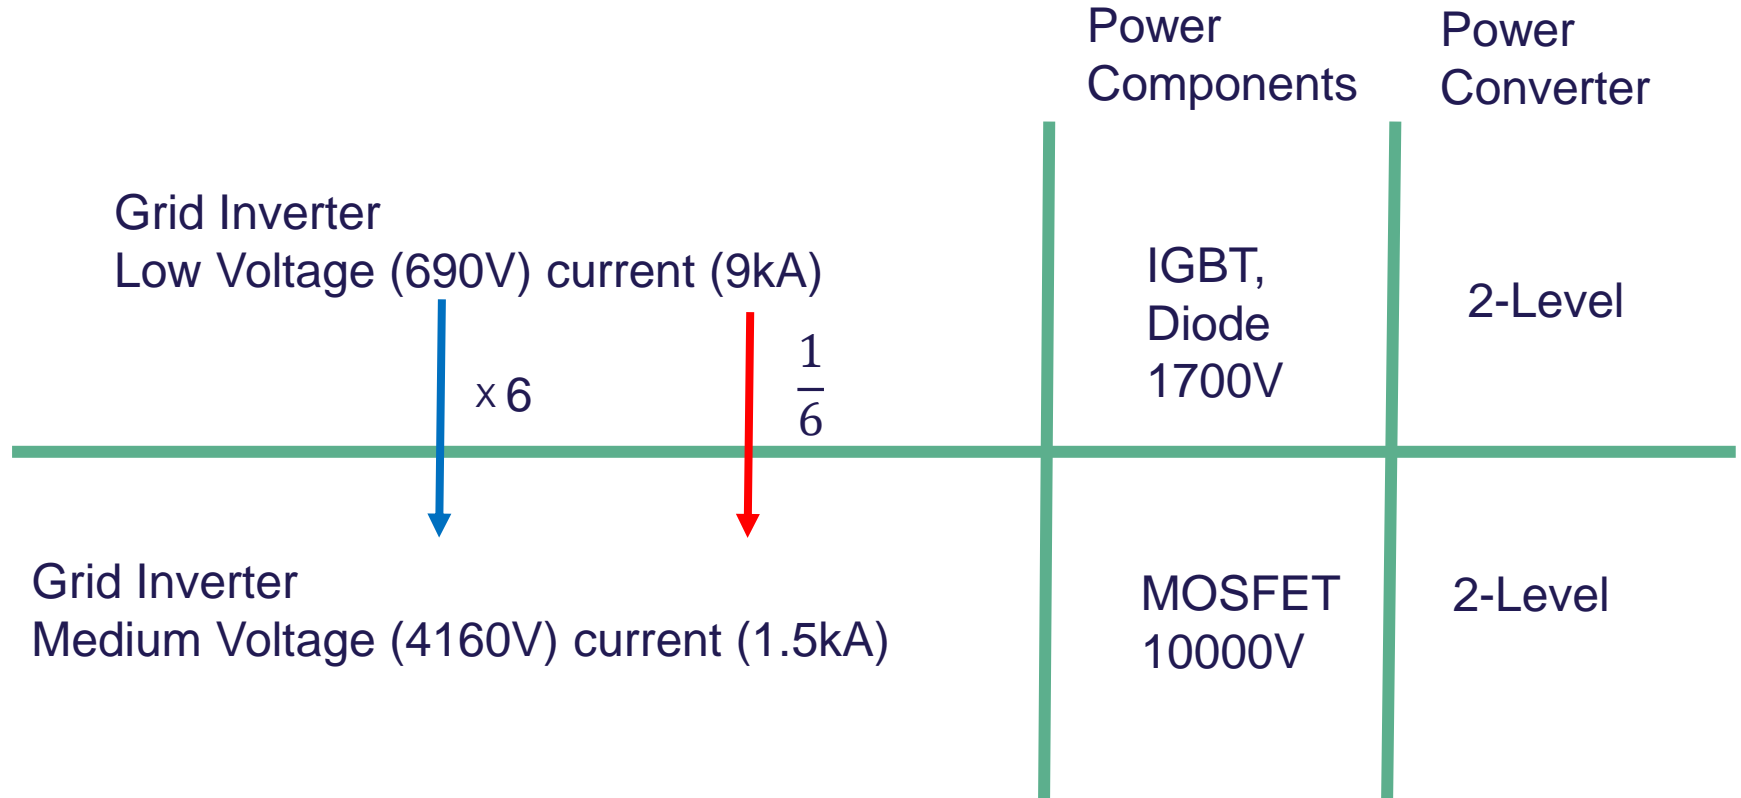 Power
Components
Power
Converter
Grid Inverter
Low Voltage (690V) current (9kA)
x 6
1
6
IGBT,
Diode
1700V
2-Level
Grid Inverter
Medium Voltage (4160V) current (1.5kA)
MOSFET
10000V
2-Level